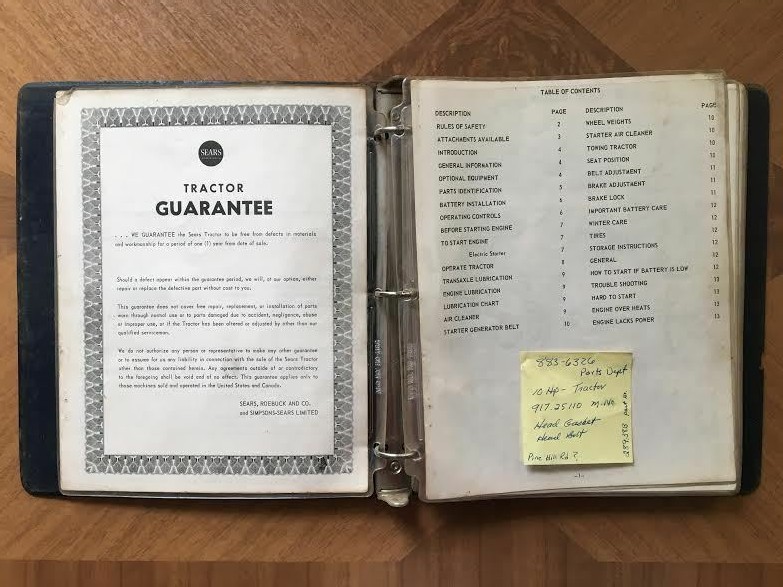 SEARS
TRACTOR
GUARANTEE
. . . WE GUARANTEE the Sears Tractor to be free from defects in materials
and workmanship for a period of one (1) year from date of sale.
Should a defect appear within the guarantee period, we will, at our option, either
repair or replace the defective part without cost to you.
This guarantee does not cover free repair, replacement, or installation of parts
worn through normal use or to parts damaged due to accident, negligence, abuse
or improper use, or if the Tractor has been altered or adjusted by other than our
qualified serviceman.
We do not authorize any person or representative to make any other guarantee
or to assume for us any liability in connection with the sale of the Sears Tractor
other than those contained herein. Any agreements outside of or contradictory
to the foregoing shall be void and of no effect. This guarantee applies only to
those machines sold and operated in the United States and Canada.
SEARS, ROEBUCK AND CO.
and SIMPSONS-SEARS LIMITED
TABLE OF CONTENTS
DESCRIPTION PAGE
RULES OF SAFETY 2
ATTACHMENTS AVAILABLE 3
INTRODUCTION 4
GENERAL INFORMATION 4
OPTIONAL EQUIPMENT 4
PARTS IDENTIFICATION 5
BATTERY INSTALLATION 6
OPERATING CONTROLS 6
BEFORE STARTING ENGINE 7
TO START ENGINE 7
Electric Starter 7
OPERATE TRACTOR 8
TRANSAXLE LUBRICATION 9
ENGINE LUBRICATION 9
LUBRICATION CHART 9
AIR CLEANER 9
STARTER GENERATOR BELT 10
DESCRIPTION PAGE
WHEEL WEIGHTS 10
STARTER AIR CLEANER 10
TOWING TRACTOR 10
SEAT POSITION 10
BELT ADJUSTMENT 11
BRAKE ADJUSTMENT 11
BRAKE LOCK 11
IMPORTANT BATTERY CARE 12
WINTER CARE 12
TIRES 12
STORAGE INSTRUCTIONS 12
GENERAL 12
HOW TO START IF BATTERY IS LOW 12
TROUBLE SHOOTING 13
HARD TO START 13
ENGINE OVER HEATS 13
ENGINE LACKS POWER 13
883-6326
Parts Dept
10 Hp - Tractor
917.25110 M-No
Head Gasket
Head Bolt
Pine Hill Rd ?
289388 Part No.
-1-